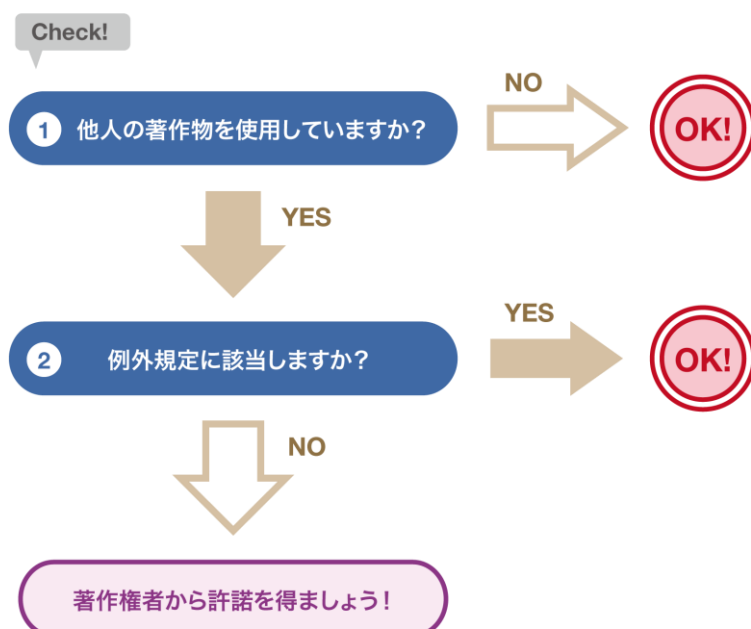 Check!
1 他人の著作物を使用していますか?
NO
OK!
YES
2 例外規定に該当しますか?
YES
OK!
NO
著作権者から許諾を得ましょう!